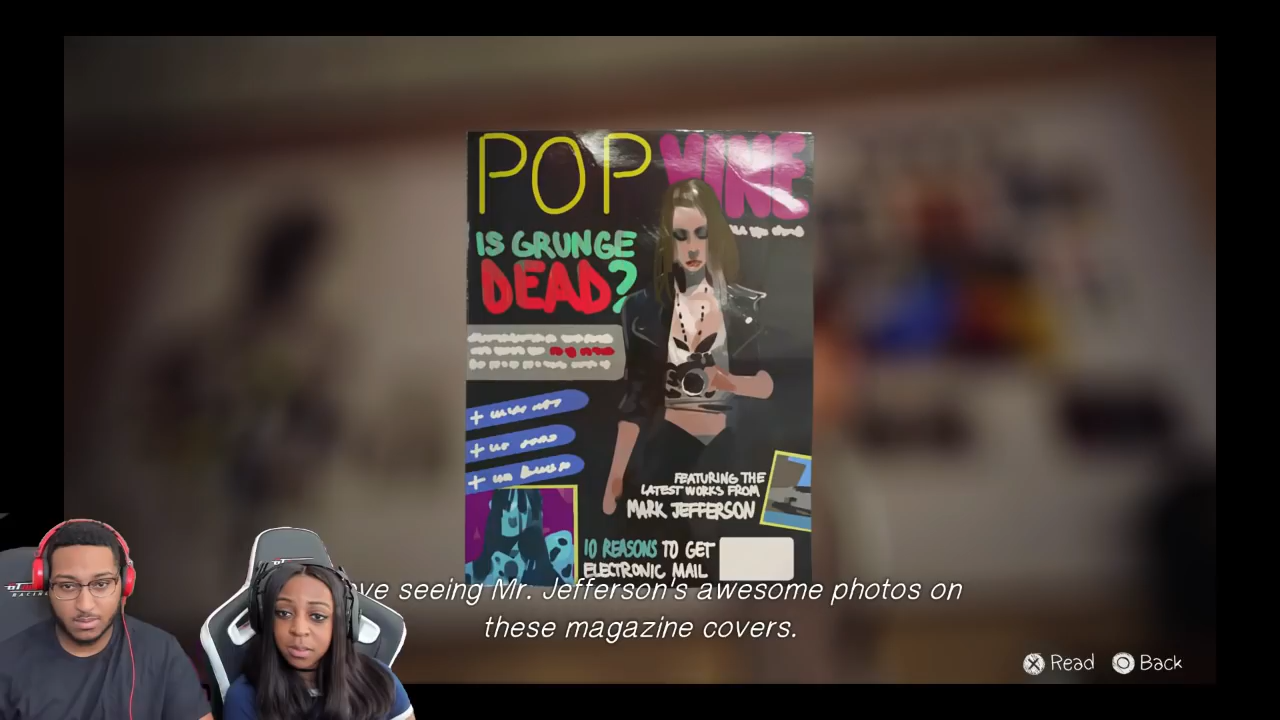 POP VINE
IS GRUNGE
DEAD?
FEATURING THE
LATEST WORKS FROM
MARK JEFFERSON
10 REASONS TO GET
ELECTRONIC MAIL
seeing Mr. Jefferson's awesome photos on
these magazine covers.
Read Back